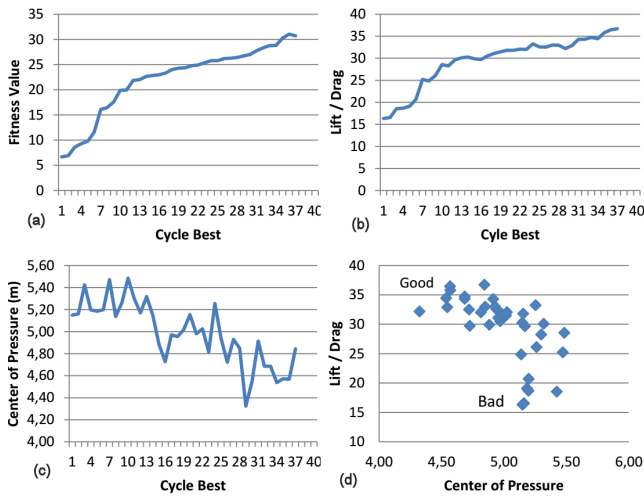 35
30
25
20
15
10
5
0
Fitness Value
1 4 7 10 13 16 19 22 25 28 31 34 37 40
(a)
Cycle Best
40
35
30
25
20
15
10
5
0
Lift / Drag
1 4 7 10 13 16 19 22 25 28 31 34 37 40
(b)
Cyle Best
5,60
5,40
5,20
5,00
4,80
4,60
4,40
4,20
4,00
Center of Pressure (m)
1 4 7 10 13 16 19 22 25 28 31 34 37 40
(c)
Cycle Best
40
35
30
25
20
15
10
Lift / Drag
Good
Bad
4,00 4,50 5,00 5,50 6,00
(d)
Center of Pressure